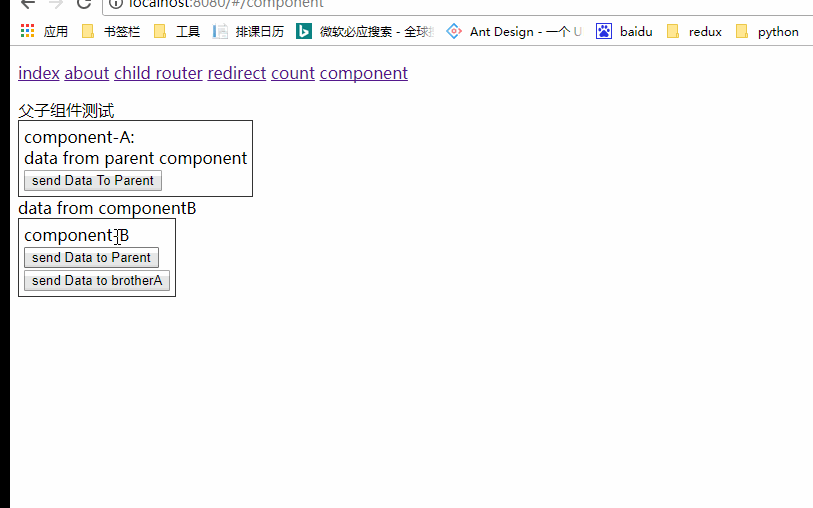 localhost:8080/#/component
应用 书签栏 工具 排课日历 微软必应搜索 - 全球 Ant Design - 一个 U baidu redux python
index about child router redirect count component
父子组件测试
component-A:
data from parent component
send Data To Parent
data from componentB
component-B
send Data to Parent
send Data to brotherA